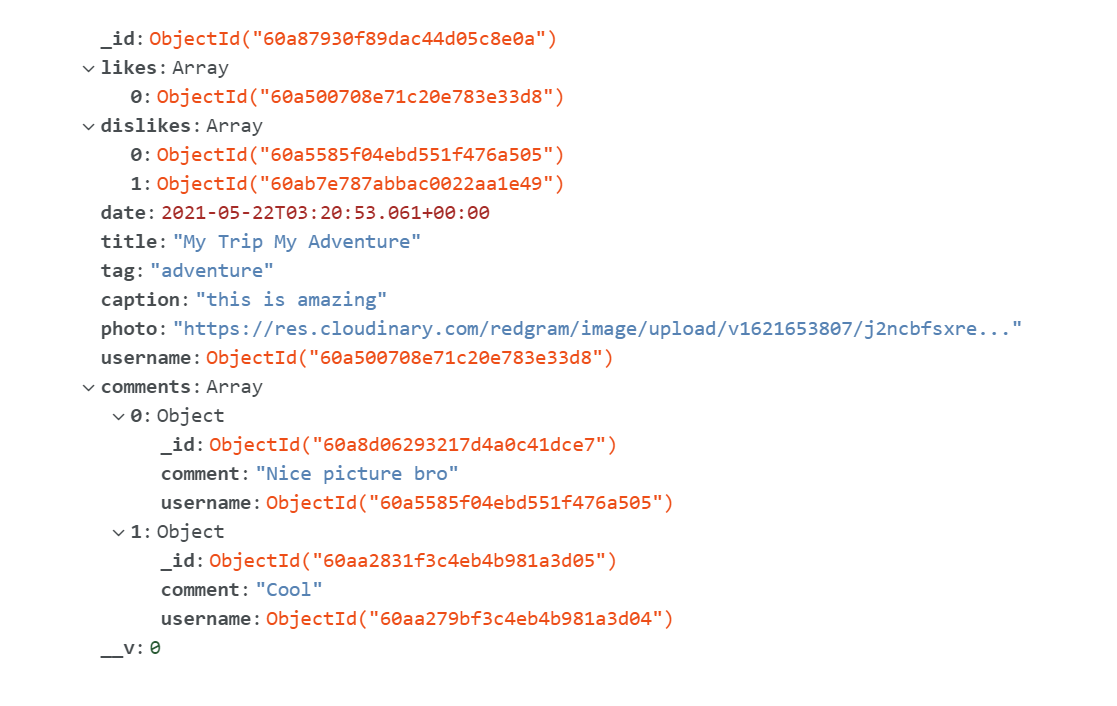 _id: ObjectId("60a87930f89dac44d05c8e0a")
likes: Array
0: ObjectId("60a500708e71c20e783e33d8")
dislikes: Array
0: ObjectId("60a5585f04ebd551f476a505")
1: ObjectId("60ab7e787abbac0022aa1e49")
date: 2021-05-22T03:20:53.061+00:00
title: "My Trip My Adventure"
tag: "adventure"
caption: "this is amazing"
photo: "https://res.cloudinary.com/redgram/image/upload/v1621653807/j2ncbfsxre..."
username: ObjectId("60a500708e71c20e783e33d8")
comments: Array
0: Object
_id: ObjectId("60a8d06293217d4a0c41dce7")
comment: "Nice picture bro"
username: ObjectId("60a5585f04ebd551f476a505")
1: Object
_id: ObjectId("60aa2831f3c4eb4b981a3d05")
comment: "Cool"
username: ObjectId("60aa279bf3c4eb4b981a3d04")
__v: 0